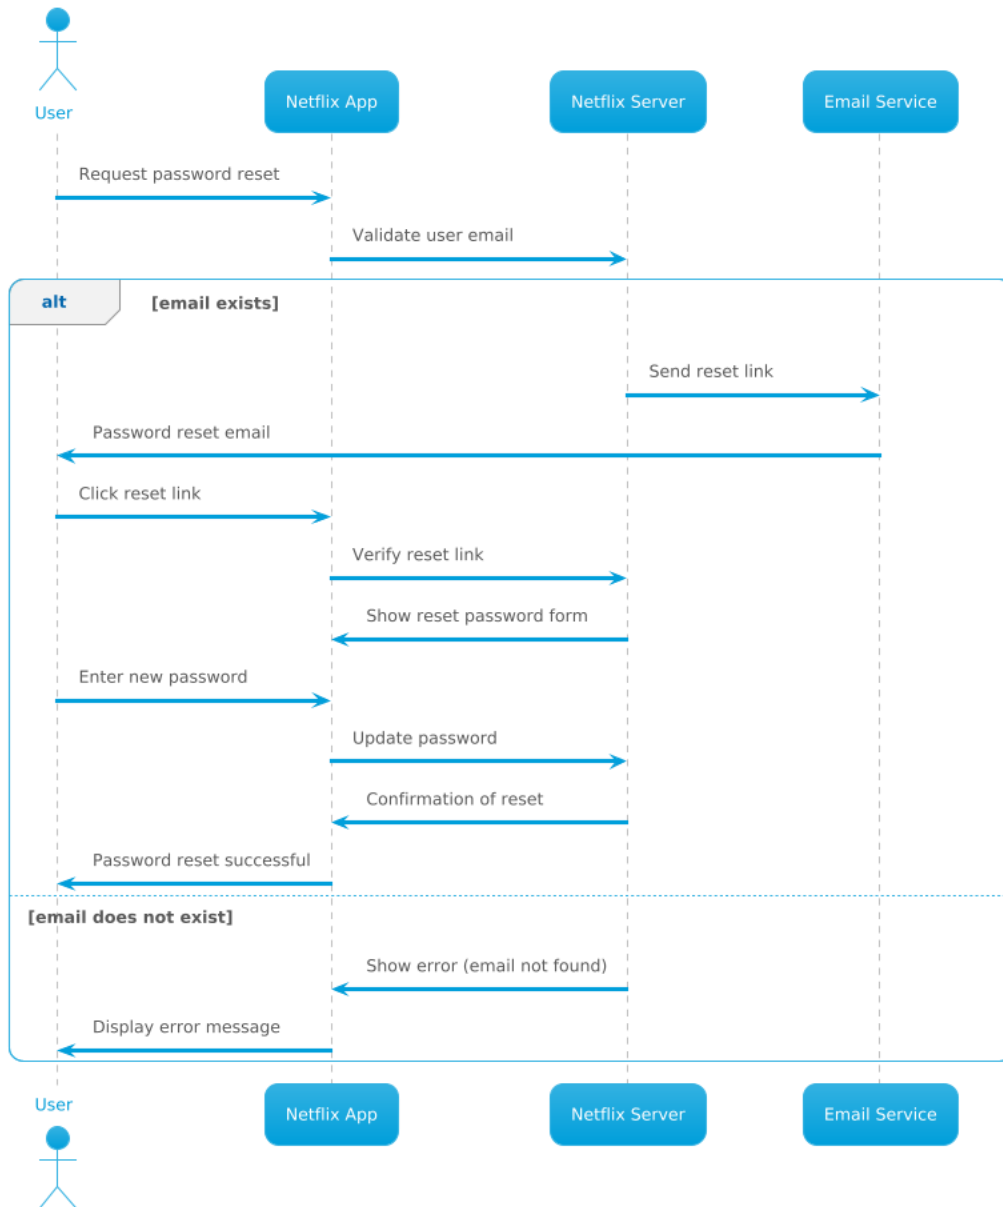 User
Netflix App
Netflix Server
Email Service
Request password reset
Validate user email
alt
[email exists]
Send reset link
Password reset email
Click reset link
Verify reset link
Show reset password form
Enter new password
Update password
Confirmation of reset
Password reset successful
[email does not exist]
Show error (email not found)
Display error message
User
Netflix App
Netflix Server
Email Service